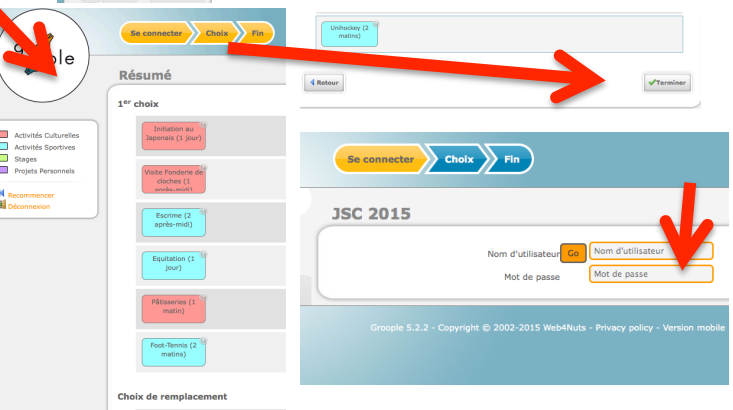 Se connecter
Choix
Fin
Résumé
1er choix
Initiation au
Japonais (1 jour)
Visite Fonderie de
cloches (1
après-midi)
Escrime (2
après-midi)
Equitation (1
jour)
Pâtisseries (1
matin)
Foot-Tennis (2
matins)
Choix de remplacement
Activités Culturelles
Activités Sportives
Stages
Projets Personnels
Recommencer
Déconnexion
Unihockey (2
matins)
Retour
Terminer
Se connecter
Choix
Fin
JSC 2015
Nom d'utilisateur
Go
Nom d'utilisateur
Mot de passe
Mot de passe
Groople 5.2.2 - Copyright © 2002-2015 Web4Nuts - Privacy policy - Version mobile